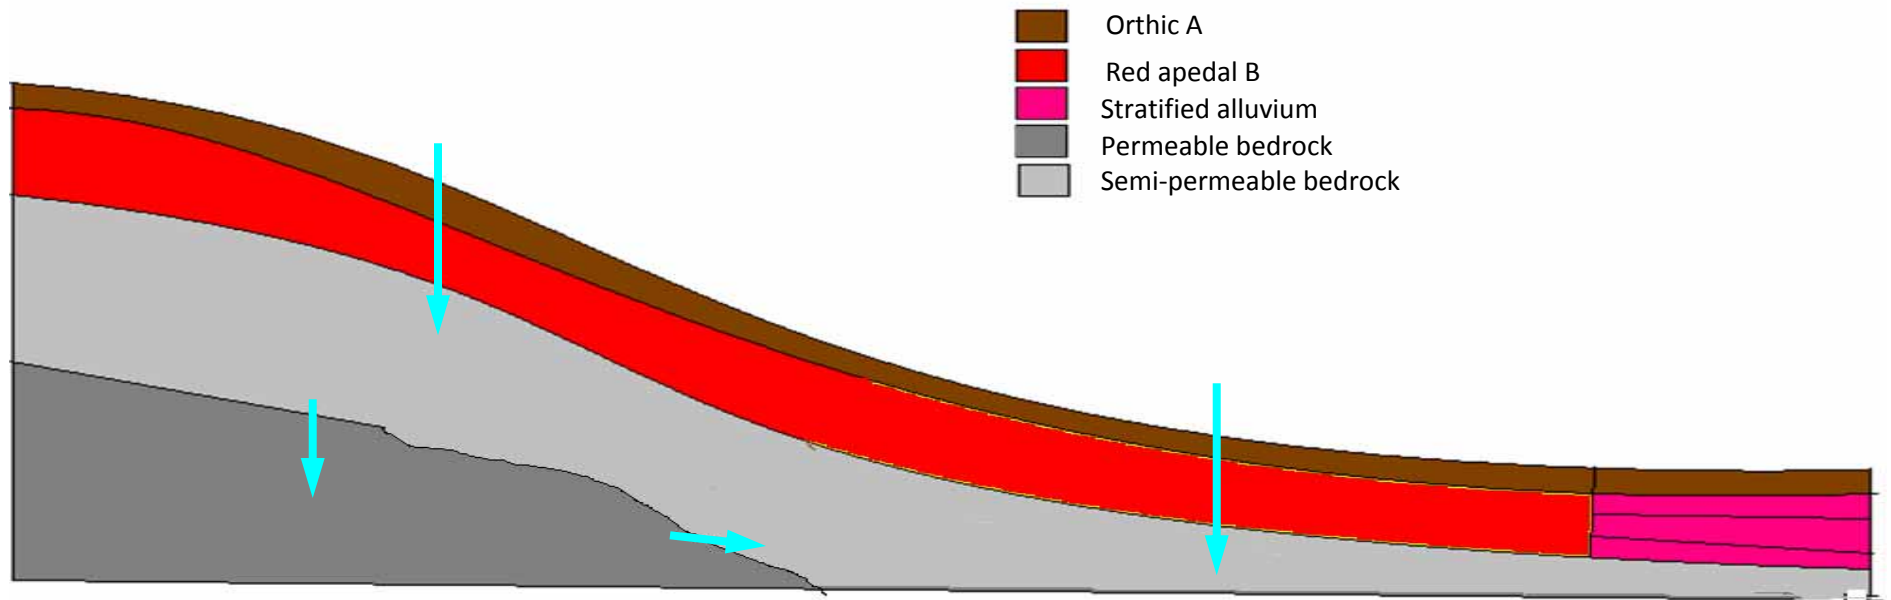 Orthic A
Red apedal B
Stratified alluvium
Permeable bedrock
Semi-permeable bedrock